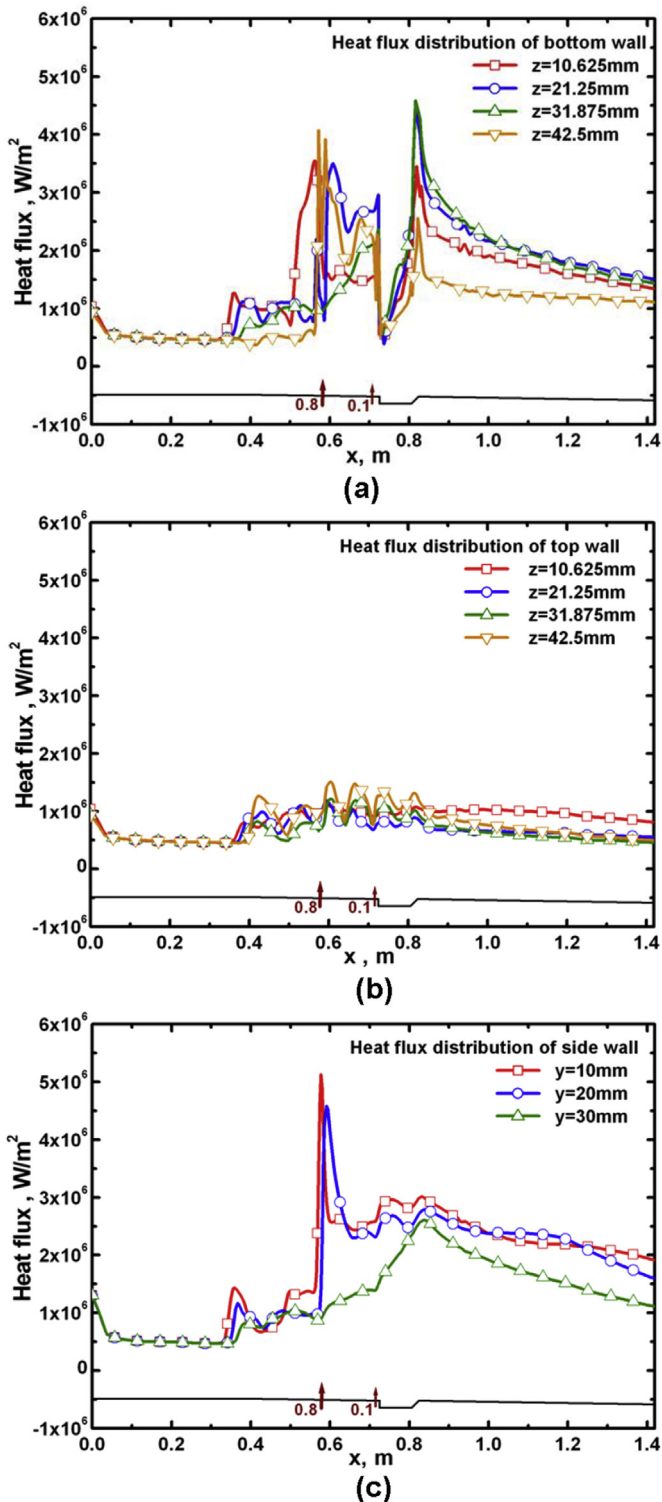 Heat flux distribution of bottom wall
z=10.625mm
z=21.25mm
z=31.875mm
z=42.5mm
Heat flux , W/m²
6x10⁶
5x10⁶
4x10⁶
3x10⁶
2x10⁶
1x10⁶
0
-1x10⁶
0.8
0.1
0.0 0.2 0.4 0.6 0.8 1.0 1.2 1.4
x, m
(a)
Heat flux distribution of top wall
z=10.625mm
z=21.25mm
z=31.875mm
z=42.5mm
Heat flux , W/m²
6x10⁶
5x10⁶
4x10⁶
3x10⁶
2x10⁶
1x10⁶
0
-1x10⁶
0.8
0.1
0.0 0.2 0.4 0.6 0.8 1.0 1.2 1.4
x , m
(b)
Heat flux distribution of side wall
y=10mm
y=20mm
y=30mm
Heat flux , W/m²
6x10⁶
5x10⁶
4x10⁶
3x10⁶
2x10⁶
1x10⁶
0
-1x10⁶
0.8
0.1
0.0 0.2 0.4 0.6 0.8 1.0 1.2 1.4
x, m
(c)